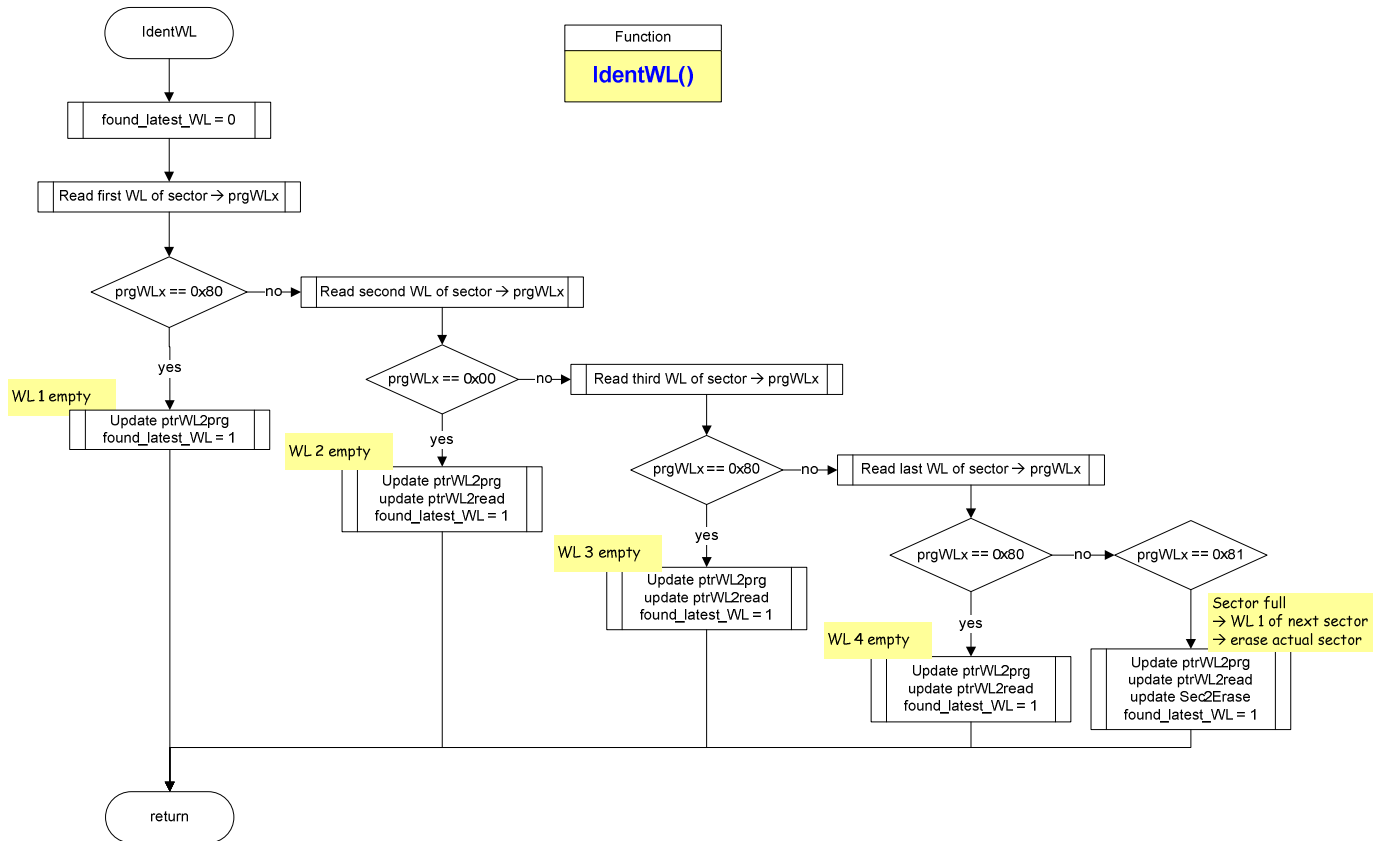 IdentWL
Function
IdentWL()
found_latest_WL = 0
Read first WL of sector → prgWLx
prgWLx == 0x80
no
Read second WL of sector → prgWLx
yes
WL 1 empty
Update ptrWL2prg
found_latest_WL = 1
prgWLx == 0x00
no
Read third WL of sector → prgWLx
yes
WL 2 empty
Update ptrWL2prg
update ptrWL2read
found_latest_WL = 1
prgWLx == 0x80
no
Read last WL of sector → prgWLx
yes
WL 3 empty
Update ptrWL2prg
update ptrWL2read
found_latest_WL = 1
prgWLx == 0x80
no
prgWLx == 0x81
yes
WL 4 empty
Update ptrWL2prg
update ptrWL2read
found_latest_WL = 1
Sector full
→ WL 1 of next sector
→ erase actual sector
Update ptrWL2prg
update ptrWL2read
update Sec2Erase
found_latest_WL = 1
return